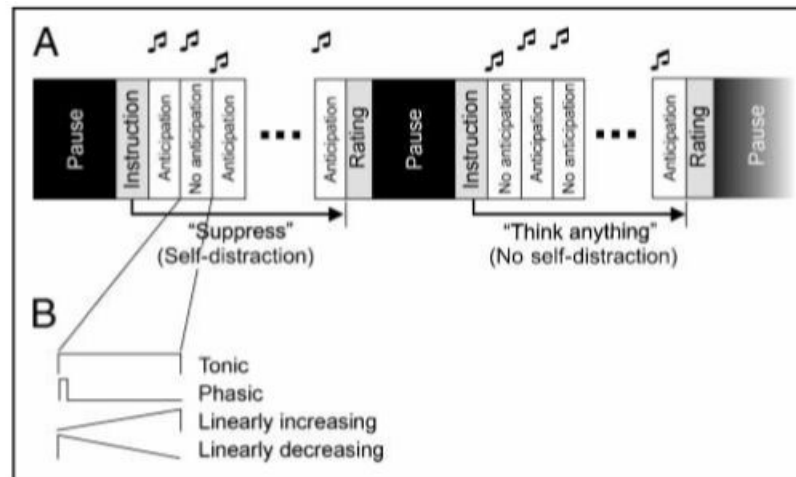 A
Pause
Instruction
Anticipation
No anticipation
Anticipation
Anticipation
Rating
Pause
Instruction
No anticipation
Anticipation
No anticipation
Anticipation
Rating
Pause
"Suppress"
(Self-distraction)
"Think anything"
(No self-distraction)
B
Tonic
Phasic
Linearly increasing
Linearly decreasing